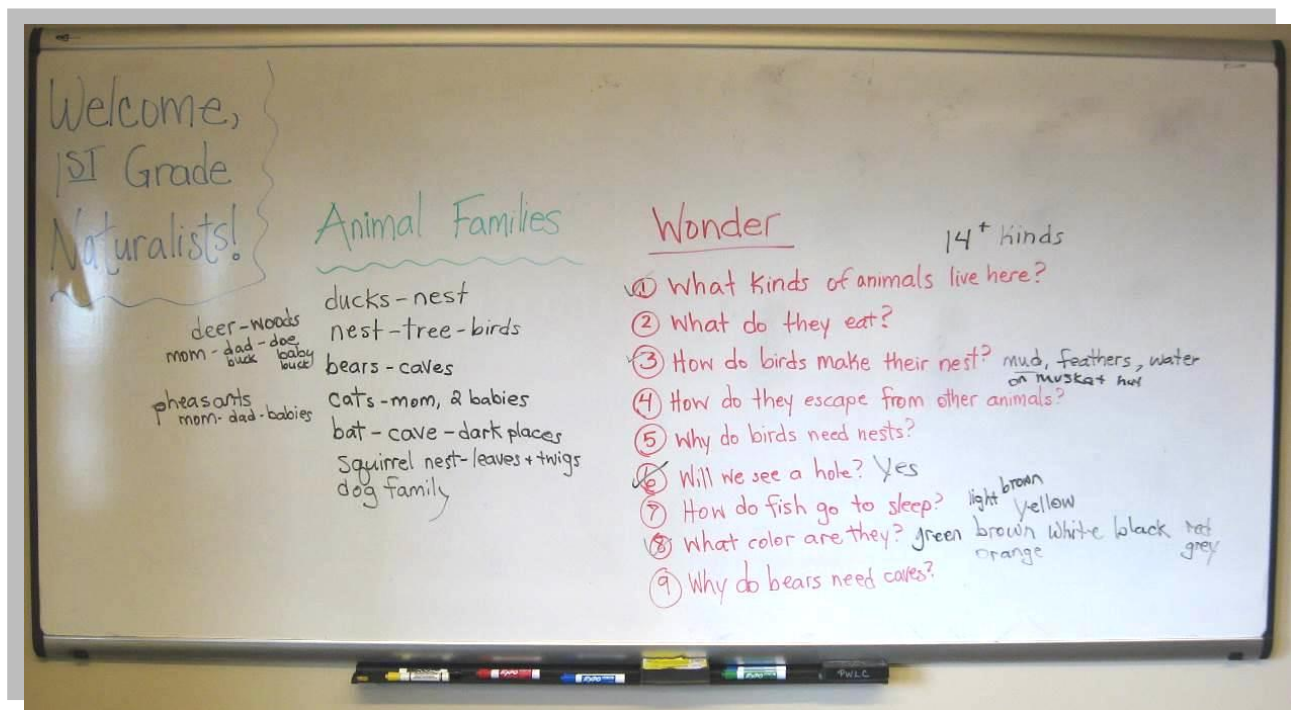 Welcome,
1ST Grade
Naturalists!
Animal Families
ducks - nest
nest - tree - birds
bears - caves
cats - mom, 2 babies
bat - cave - dark places
squirrel nest - leaves + twigs
dog family
deer - woods
mom - dad - doe
buck baby
buck
pheasants
mom - dad - babies
Wonder
14+ kinds
1 What kinds of animals live here?
2 What do they eat?
3 How do birds make their nest? mud, feathers, water
on muskat hut
4 How do they escape from other animals?
5 Why do birds need nests?
6 Will we see a hole? Yes
7 How do fish go to sleep? light brown
yellow
8 What color are they? green brown white black red
orange grey
9 Why do bears need caves?
EXPO
EXPO
EXPO
PWLC